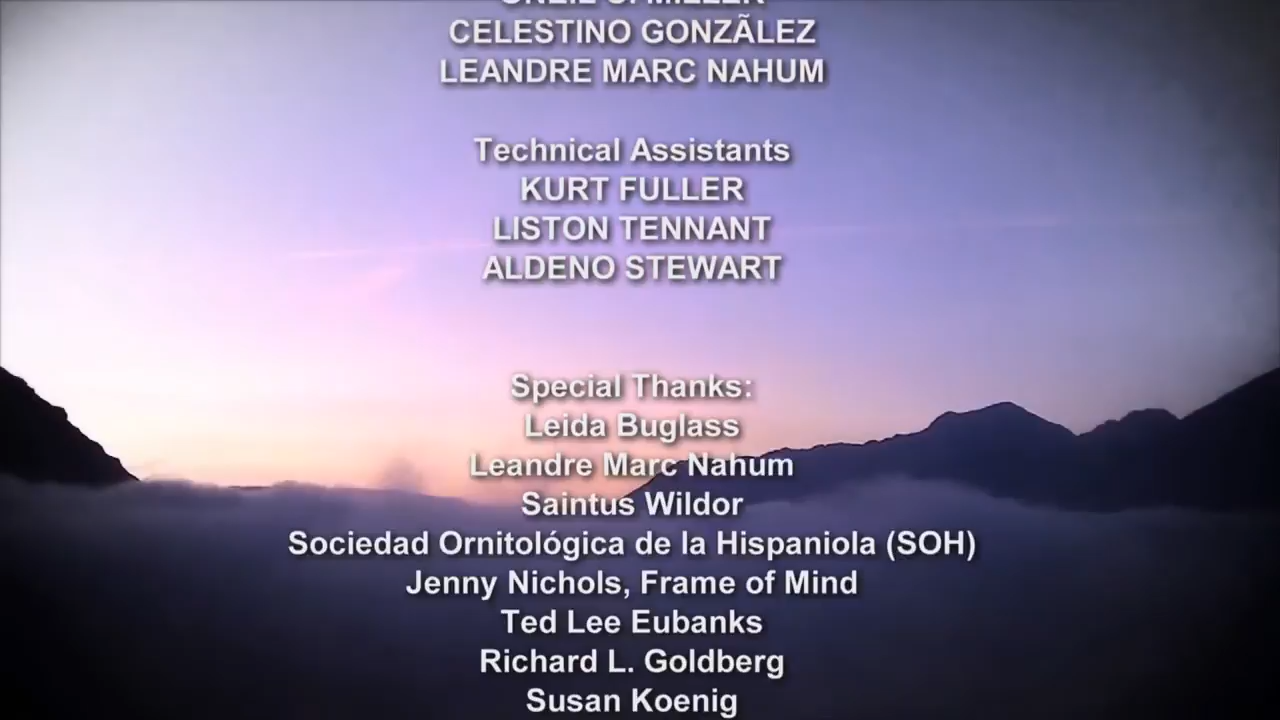 CELESTINO GONZÃLEZ
LEANDRE MARC NAHUM
Technical Assistants
KURT FULLER
LISTON TENNANT
ALDENO STEWART
Special Thanks:
Leida Buglass
Leandre Marc Nahum
Saintus Wildor
Sociedad Ornitológica de la Hispaniola (SOH)
Jenny Nichols, Frame of Mind
Ted Lee Eubanks
Richard L. Goldberg
Susan Koenig